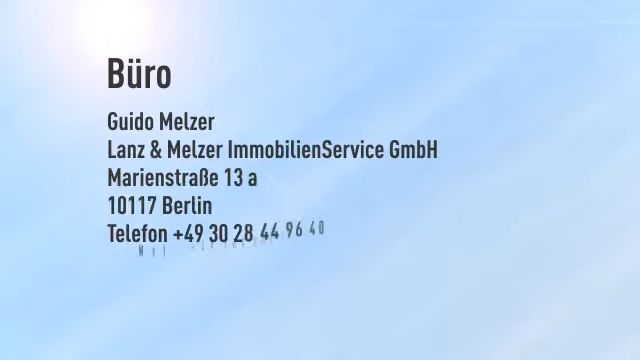 Büro
Guido Melzer
Lanz & Melzer ImmobilienService GmbH
Marienstraße 13 a
10117 Berlin
Telefon +49 30 28 44 96 40